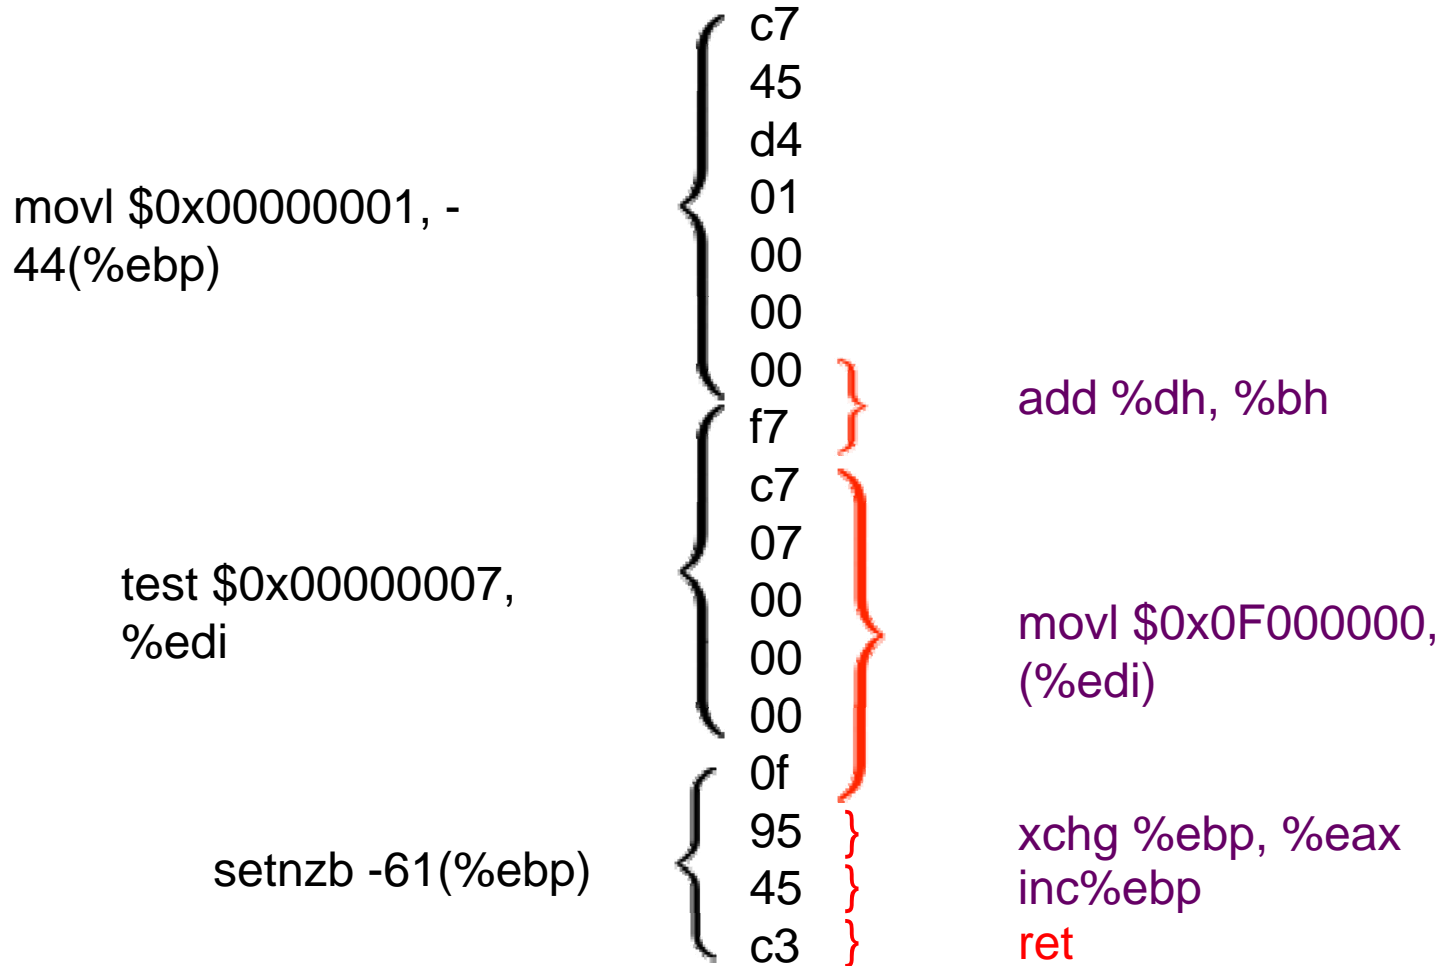 c7
45
d4
movl $0x00000001, -
01
44(%ebp)
00
00
00
add %dh, %bh
f7
c7
07
test $0x00000007,
00
%edi
movl $0x0F000000,
00
(%edi)
00
0f
95 } xchg %ebp, %eax
setnzb -61(%ebp)
45 } inc%ebp
c3 } ret